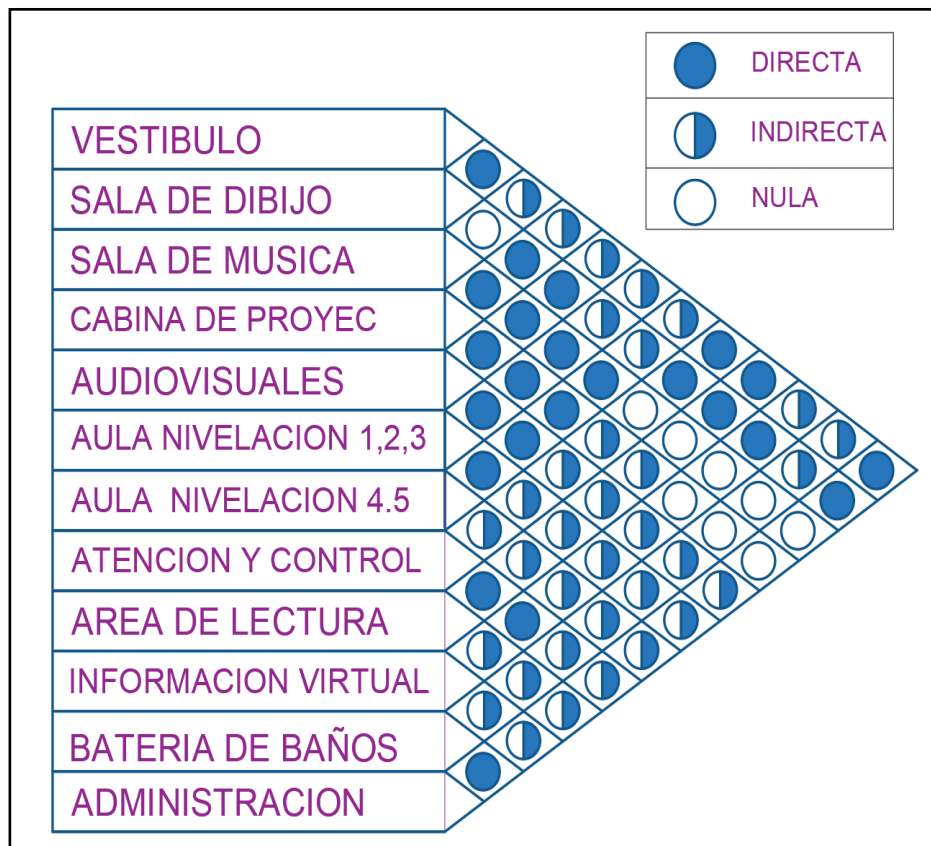 DIRECTA
INDIRECTA
NULA
VESTIBULO
SALA DE DIBIJO
SALA DE MUSICA
CABINA DE PROYEC
AUDIOVISUALES
AULA NIVELACION 1,2,3
AULA NIVELACION 4.5
ATENCION Y CONTROL
AREA DE LECTURA
INFORMACION VIRTUAL
BATERIA DE BAÑOS
ADMINISTRACION